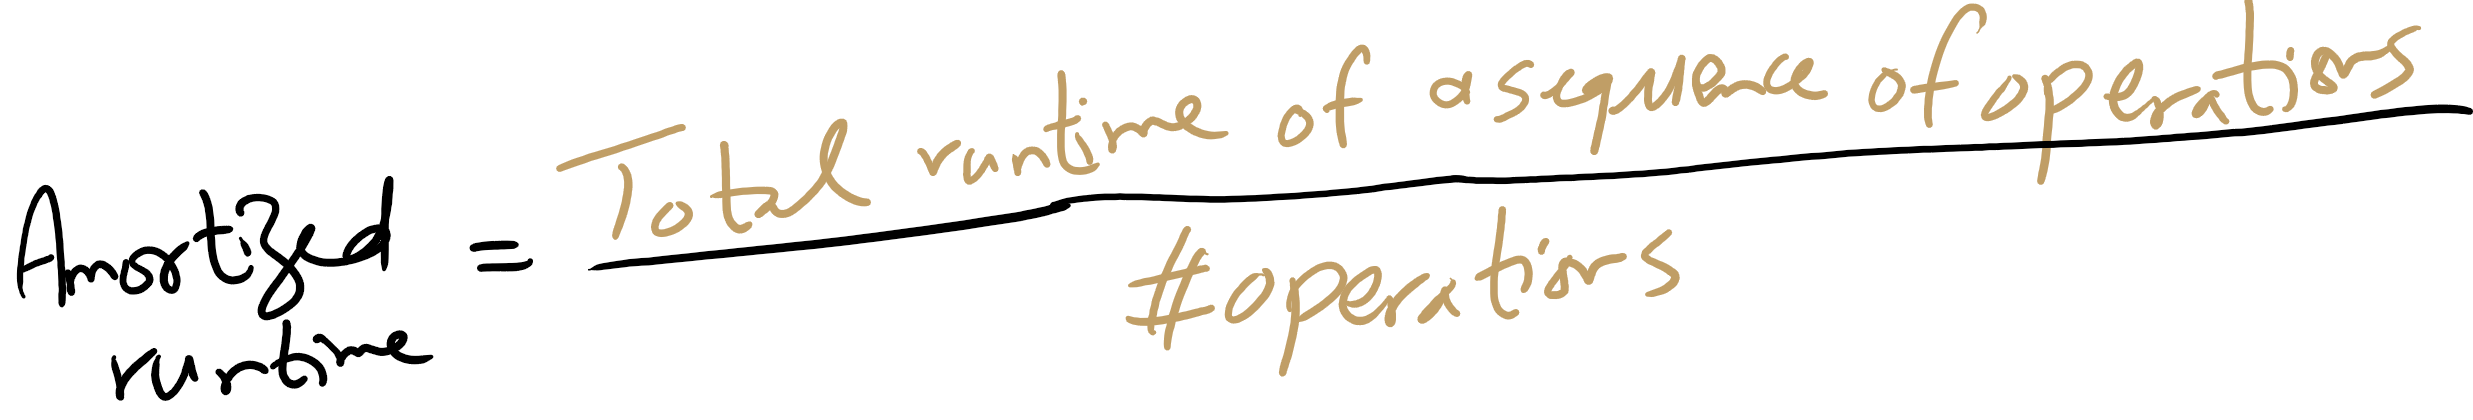 Amortized runtime =
Total runtime of a sequence of operations
#operations